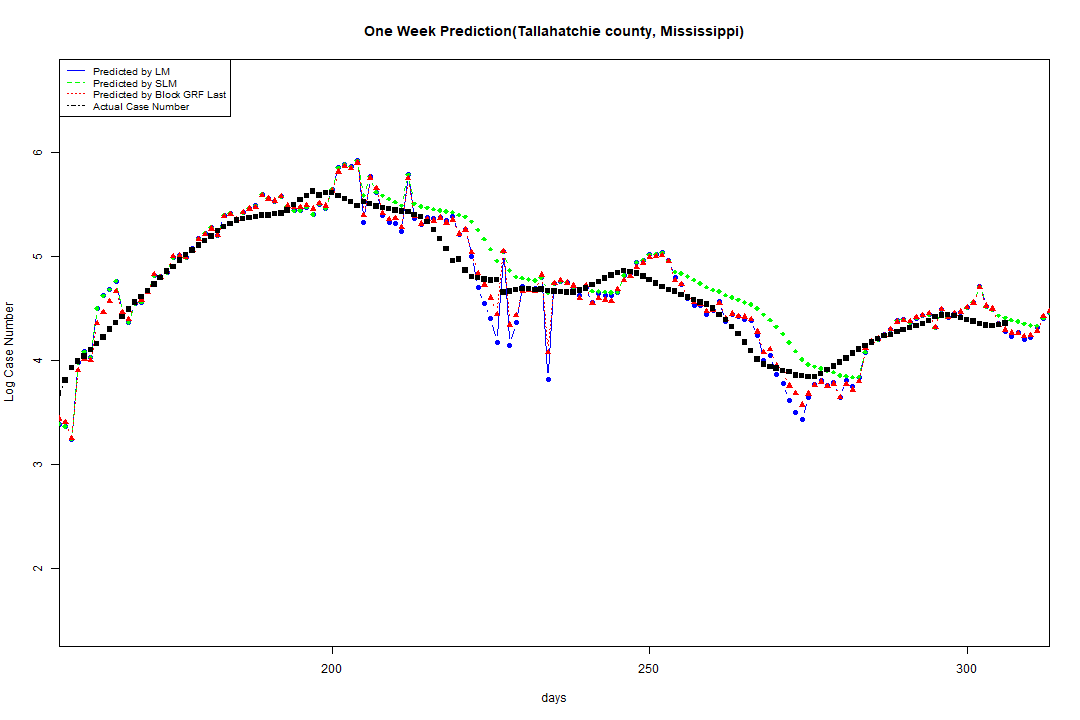 One Week Prediction(Tallahatchie county, Mississippi)
Predicted by LM
Predicted by SLM
Predicted by Block GRF Last
Actual Case Number
6
5
4
3
2
Log Case Number
200
250
300
days